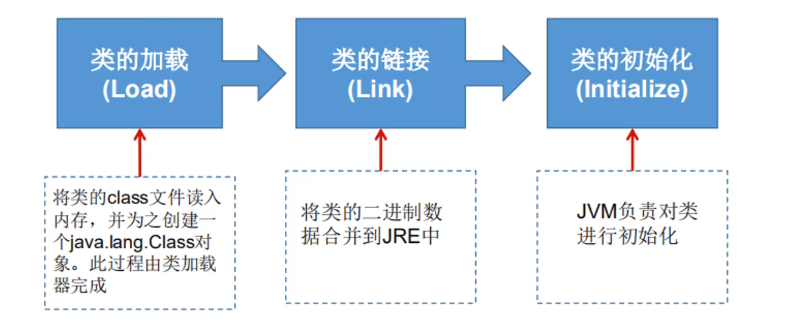 类的加载
(Load)
类的链接
(Link)
类的初始化
(Initialize)
将类的class文件读入
内存，并为之创建一
个java.lang.Class对
象。此过程由类加载
器完成
将类的二进制数
据合并到JRE中
JVM负责对类
进行初始化